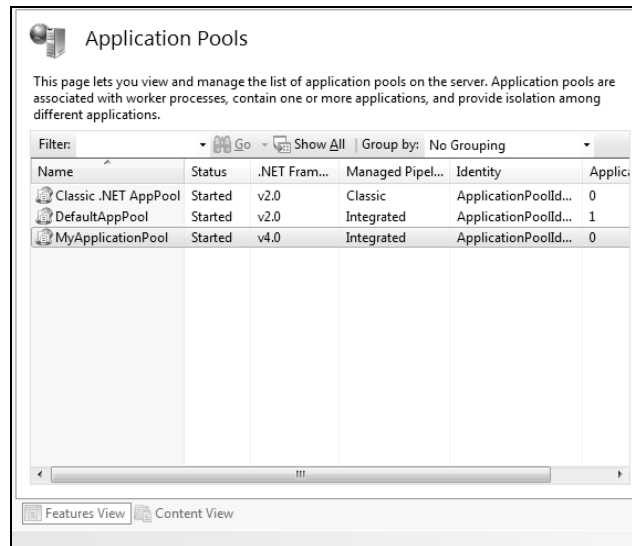 Application Pools
This page lets you view and manage the list of application pools on the server. Application pools are
associated with worker processes, contain one or more applications, and provide isolation among
different applications.
Filter: Go Show All Group by: No Grouping
Name Status .NET Fram... Managed Pipel... Identity Applica
Classic .NET AppPool Started v2.0 Classic ApplicationPoolId... 0
DefaultAppPool Started v2.0 Integrated ApplicationPoolId... 1
MyApplicationPool Started v4.0 Integrated ApplicationPoolId... 0
Features View Content View